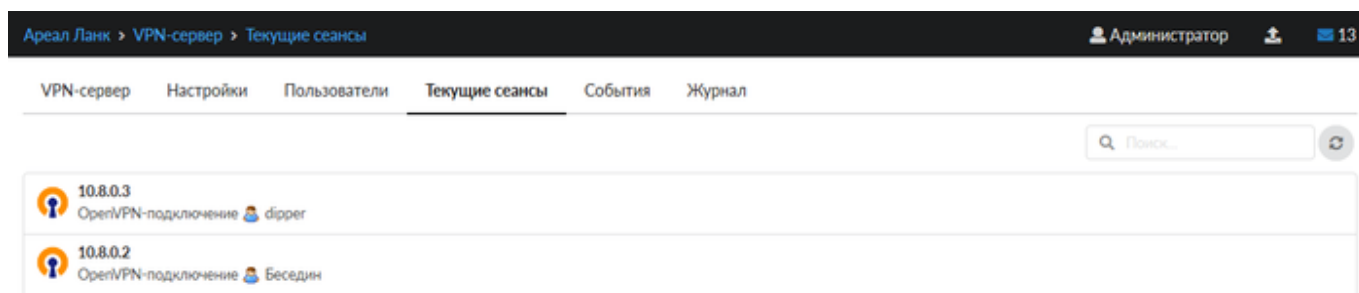 Ареал Ланк > VPN-сервер > Текущие сеансы Администратор 13
VPN-сервер Настройки Пользователи Текущие сеансы События Журнал
Поиск...
10.8.0.3
OpenVPN-подключение dipper
10.8.0.2
OpenVPN-подключение Беседин